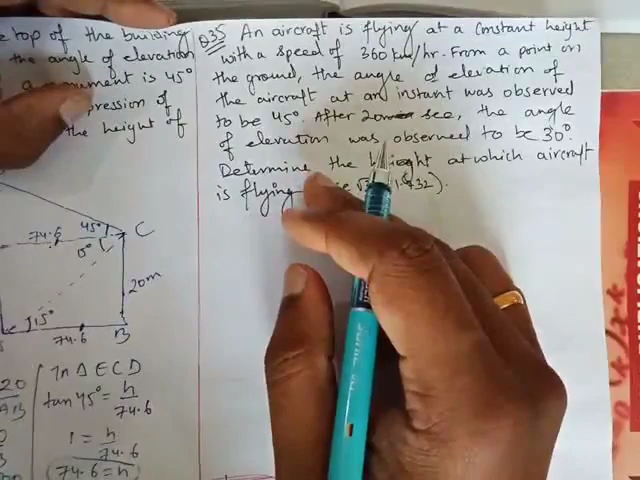 e top of the building
the angle of elevation
a monument is 45°
pression of
the height of
Q35 An aircraft is flying at a Constant height
with a speed of 360 km/hr. From a point on
the ground, the angle of elevation of
the aircraft at an instant was observed
to be 45°. After 20 sec, the angle
of elevation was observed to be 30°.
Determine the height at which aircraft
is flying
74.6
45°
C
20m
15°
74.6
B
In Δ ECD
tan 45° = h/74.6
1 = h/74.6
74.6 = h
20